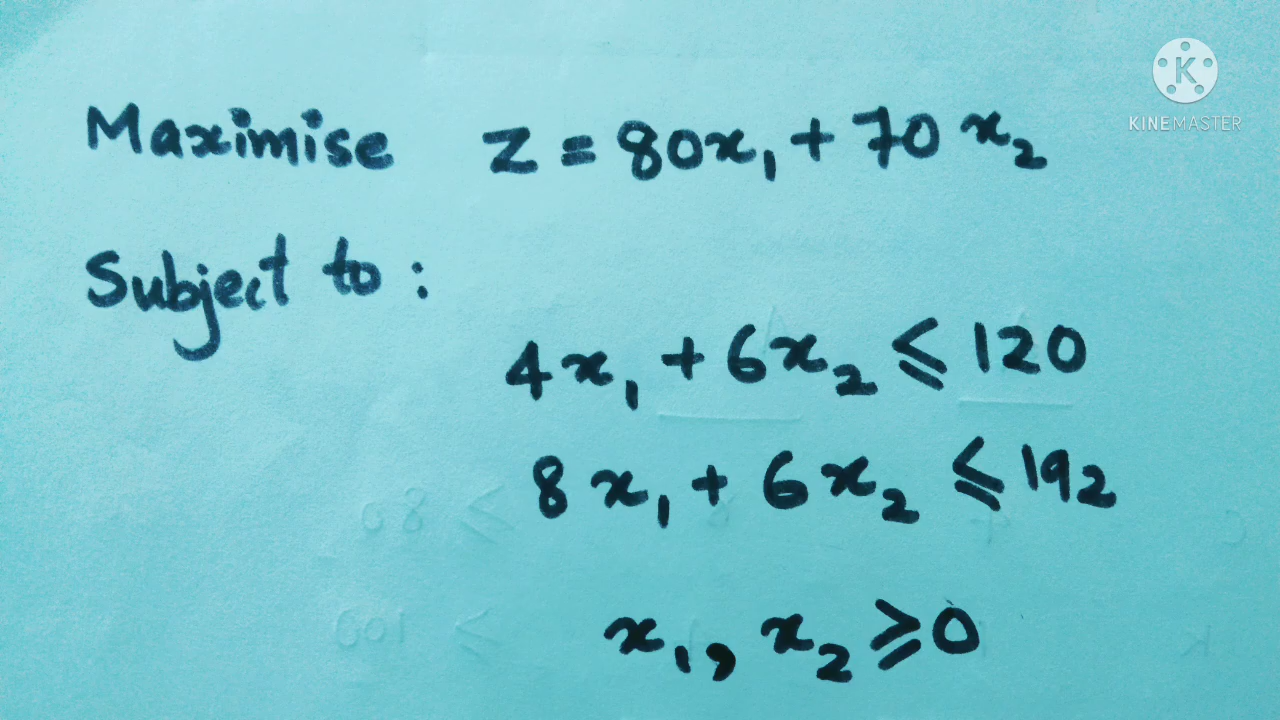 K
KINEMASTER
Maximise z = 80x₁ + 70x₂
Subject to :
4x₁ + 6x₂ ≤ 120
8x₁ + 6x₂ ≤ 192
x₁, x₂ ≥ 0